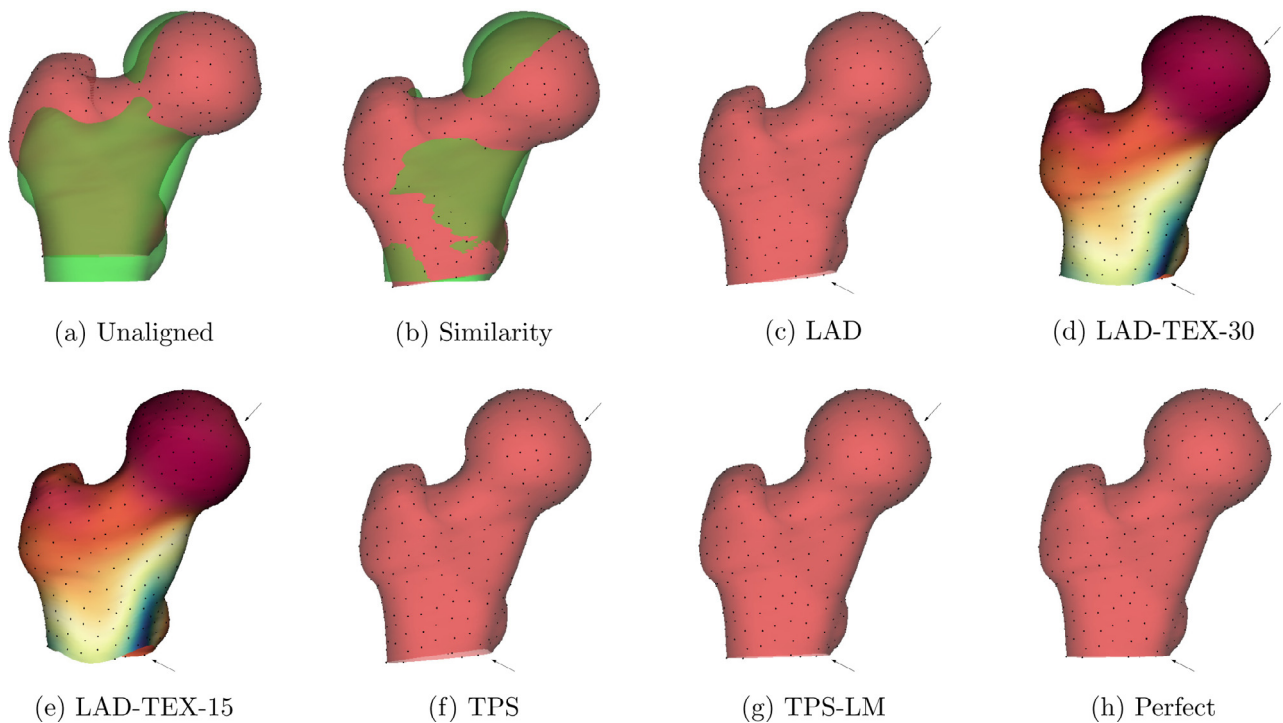 (a) Unaligned
(b) Similarity
(c) LAD
(d) LAD-TEX-30
(e) LAD-TEX-15
(f) TPS
(g) TPS-LM
(h) Perfect